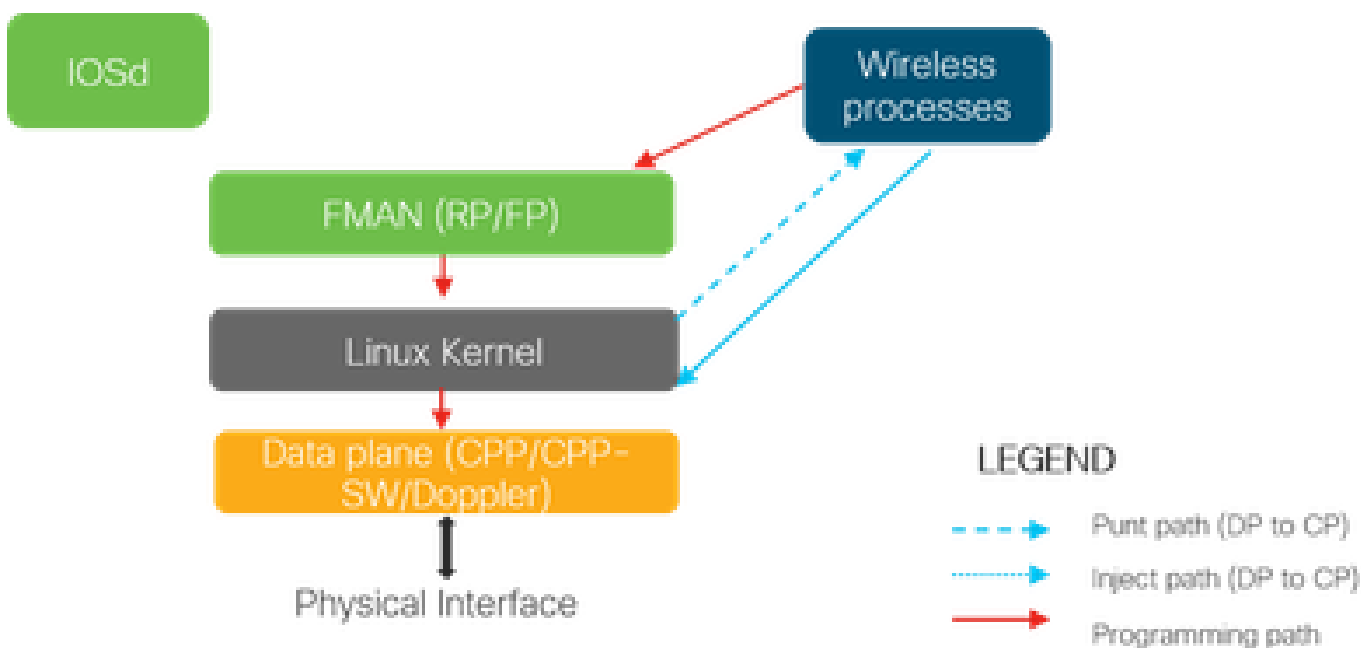 IOSd
Wireless
processes
FMAN (RP/FP)
Linux Kernel
Data plane (CPP/CPP-
SW/Doppler)
Physical Interface
LEGEND
Punt path (DP to CP)
Inject path (DP to CP)
Programming path